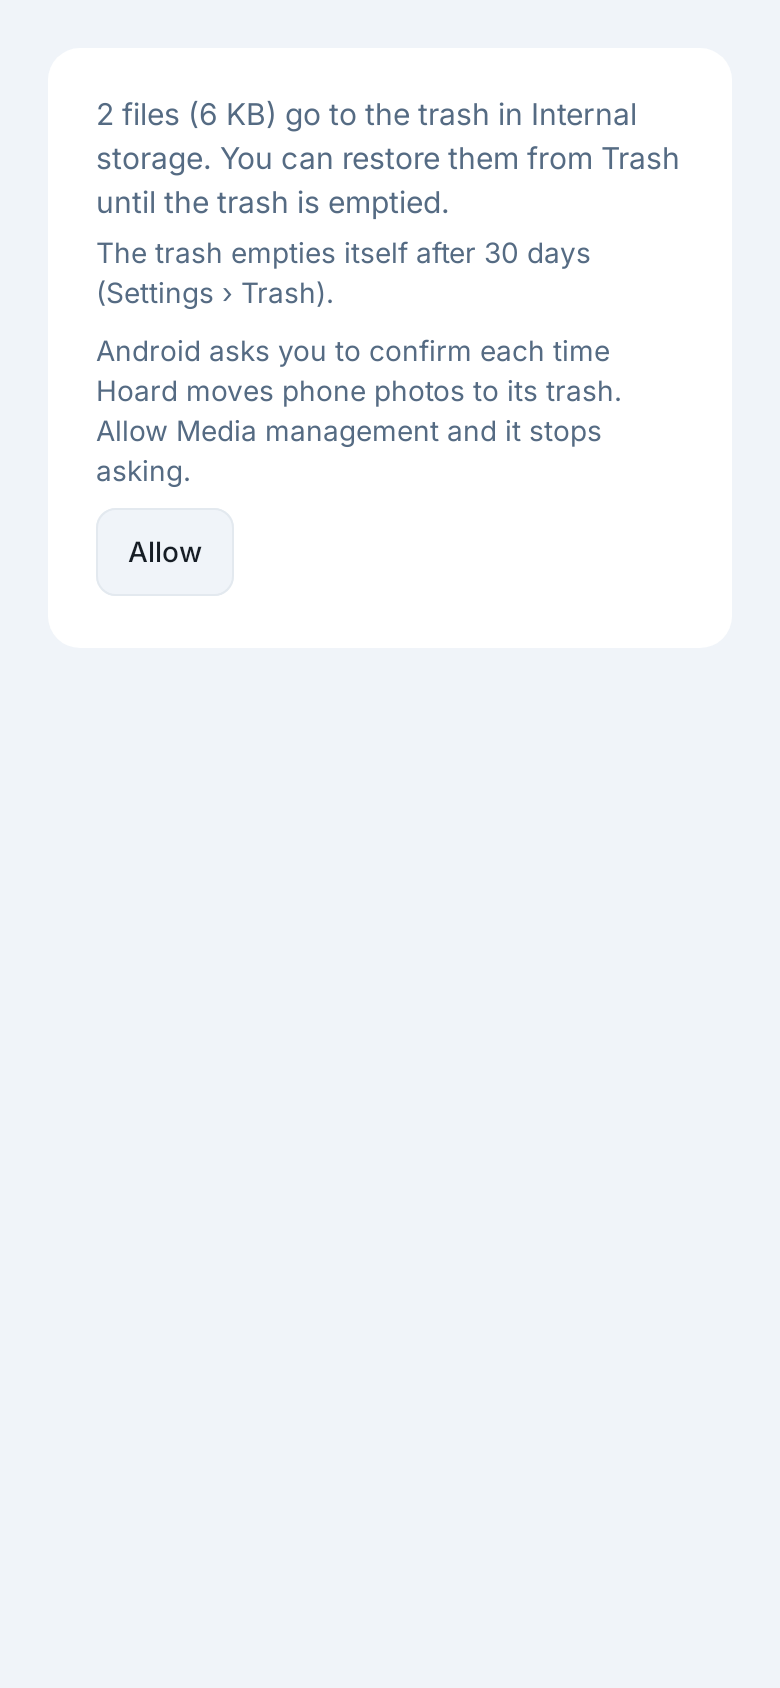 2 files (6 KB) go to the trash in Internal
storage. You can restore them from Trash
until the trash is emptied.
The trash empties itself after 30 days
(Settings › Trash).
Android asks you to confirm each time
Hoard moves phone photos to its trash.
Allow Media management and it stops
asking.
Allow